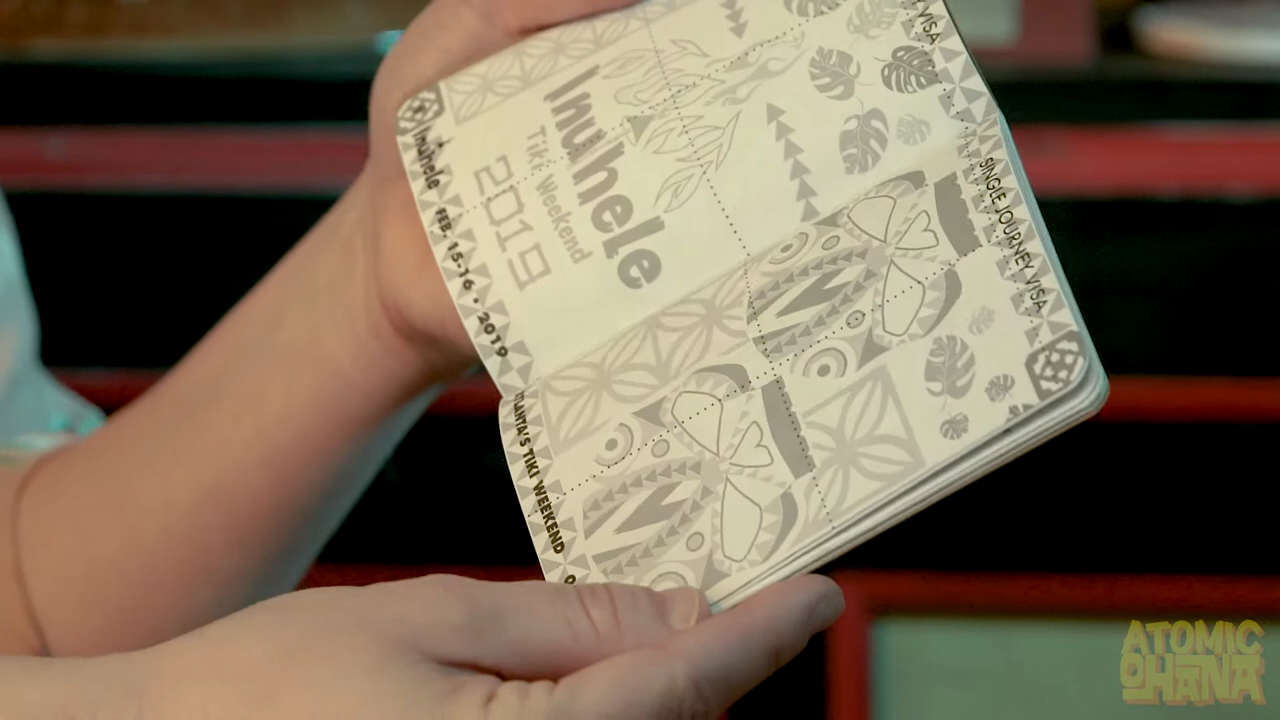 Inuhele
Tiki Weekend
2019
Inuhele FEB. 15-16 • 2019
ATLANTA'S TIKI WEEKEND
VISA
SINGLE JOURNEY VISA
ATOMIC
OHANA